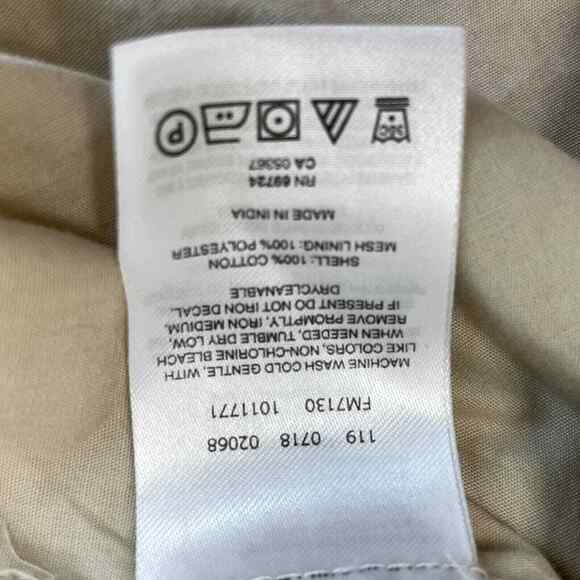 119 0718 02068
FM7130 1011771
MACHINE WASH COLD GENTLE, WITH
LIKE COLORS, NON-CHLORINE BLEACH
WHEN NEEDED, TUMBLE DRY LOW,
REMOVE PROMPTLY, IRON MEDIUM,
IF PRESENT DO NOT IRON DECAL.
DRYCLEANABLE
SHELL: 100% COTTON
MESH LINING: 100% POLYESTER
MADE IN INDIA
RN 69724
CA 05367
30C P